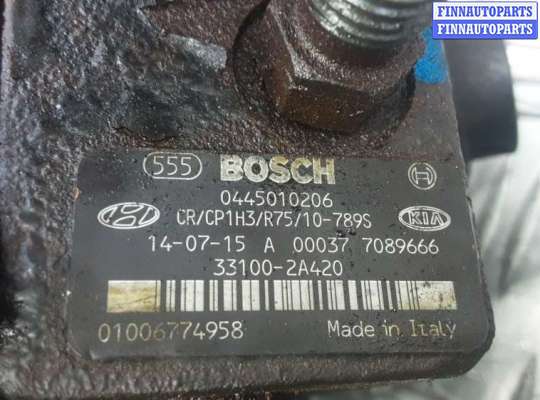 FINNAUTOPARTS
FINNAUTOPARTS
555 BOSCH
0445010206
CR/CP1H3/R75/10-789S KIA
14-07-15 A 00037 7089666
33100-2A420
01006774958 Made in Italy